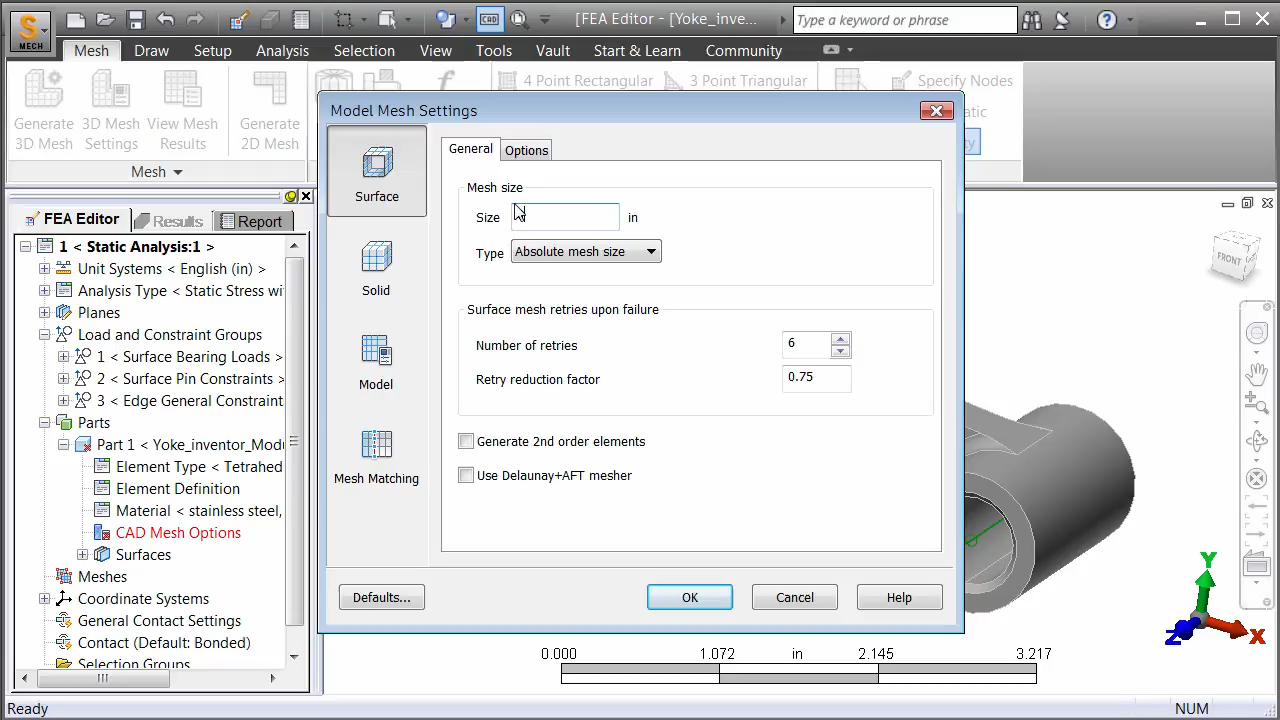 [FEA Editor - [Yoke_inve...
Type a keyword or phrase
MECH
Mesh Draw Setup Analysis Selection View Tools Vault Start & Learn Community
Generate 3D Mesh
3D Mesh Settings
View Mesh Results
Generate 2D Mesh
4 Point Rectangular
3 Point Triangular
Specify Nodes
Mesh
Model Mesh Settings
Surface
Solid
Model
Mesh Matching
General Options
Mesh size
Size in
Type Absolute mesh size
Surface mesh retries upon failure
Number of retries 6
Retry reduction factor 0.75
Generate 2nd order elements
Use Delaunay+AFT mesher
Defaults... OK Cancel Help
FEA Editor Results Report
1 < Static Analysis:1 >
Unit Systems < English (in) >
Analysis Type < Static Stress wi
Planes
Load and Constraint Groups
1 < Surface Bearing Loads >
2 < Surface Pin Constraints >
3 < Edge General Constraint
Parts
Part 1 < Yoke_inventor_Modu
Element Type < Tetrahed
Element Definition
Material < stainless steel,
CAD Mesh Options
Surfaces
Meshes
Coordinate Systems
General Contact Settings
Contact (Default: Bonded)
Selection Groups
FRONT
Y
Z X
0.000 1.072 in 2.145 3.217
Ready NUM